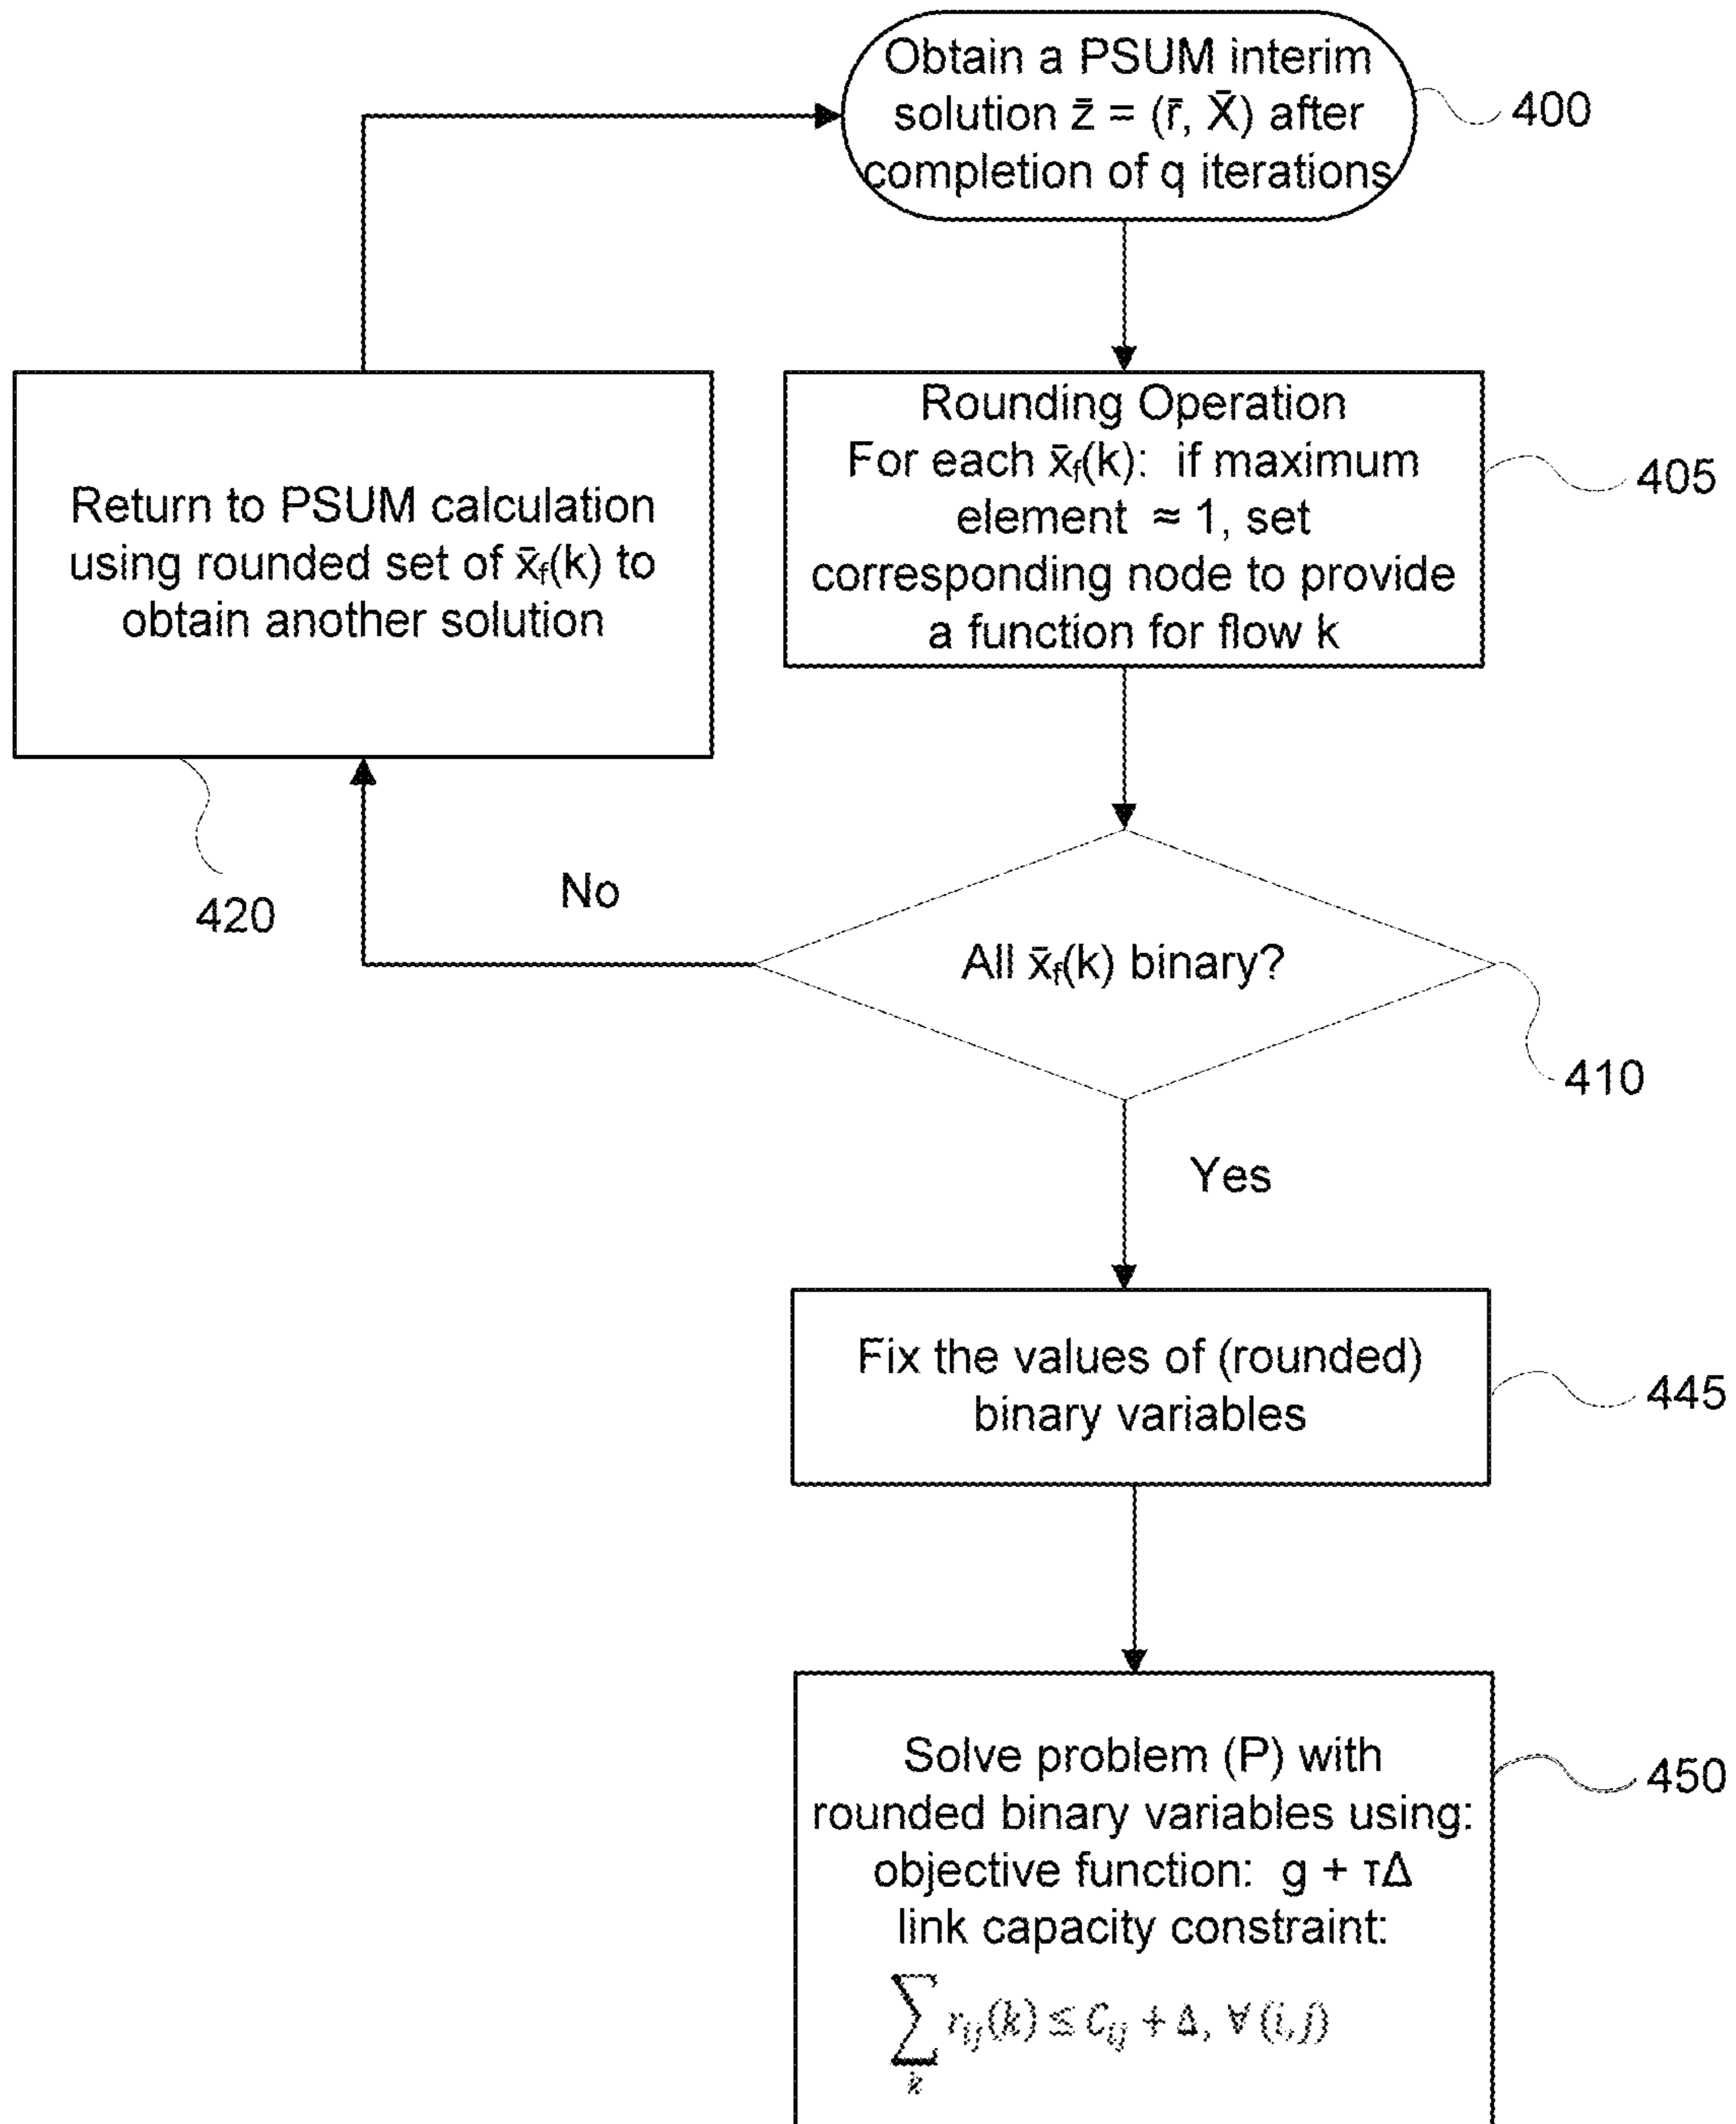 Obtain a PSUM interim
solution z̄ = (r̄, X̄) after
completion of q iterations
400
Rounding Operation
For each x̄f(k): if maximum
element ≈ 1, set
corresponding node to provide
a function for flow k
405
Return to PSUM calculation
using rounded set of x̄f(k) to
obtain another solution
420
No
All x̄f(k) binary?
410
Yes
Fix the values of (rounded)
binary variables
445
Solve problem (P) with
rounded binary variables using:
objective function: g + τΔ
link capacity constraint:
∑k rij(k) ≦ Cij + Δ, ∀ (i, j)
450